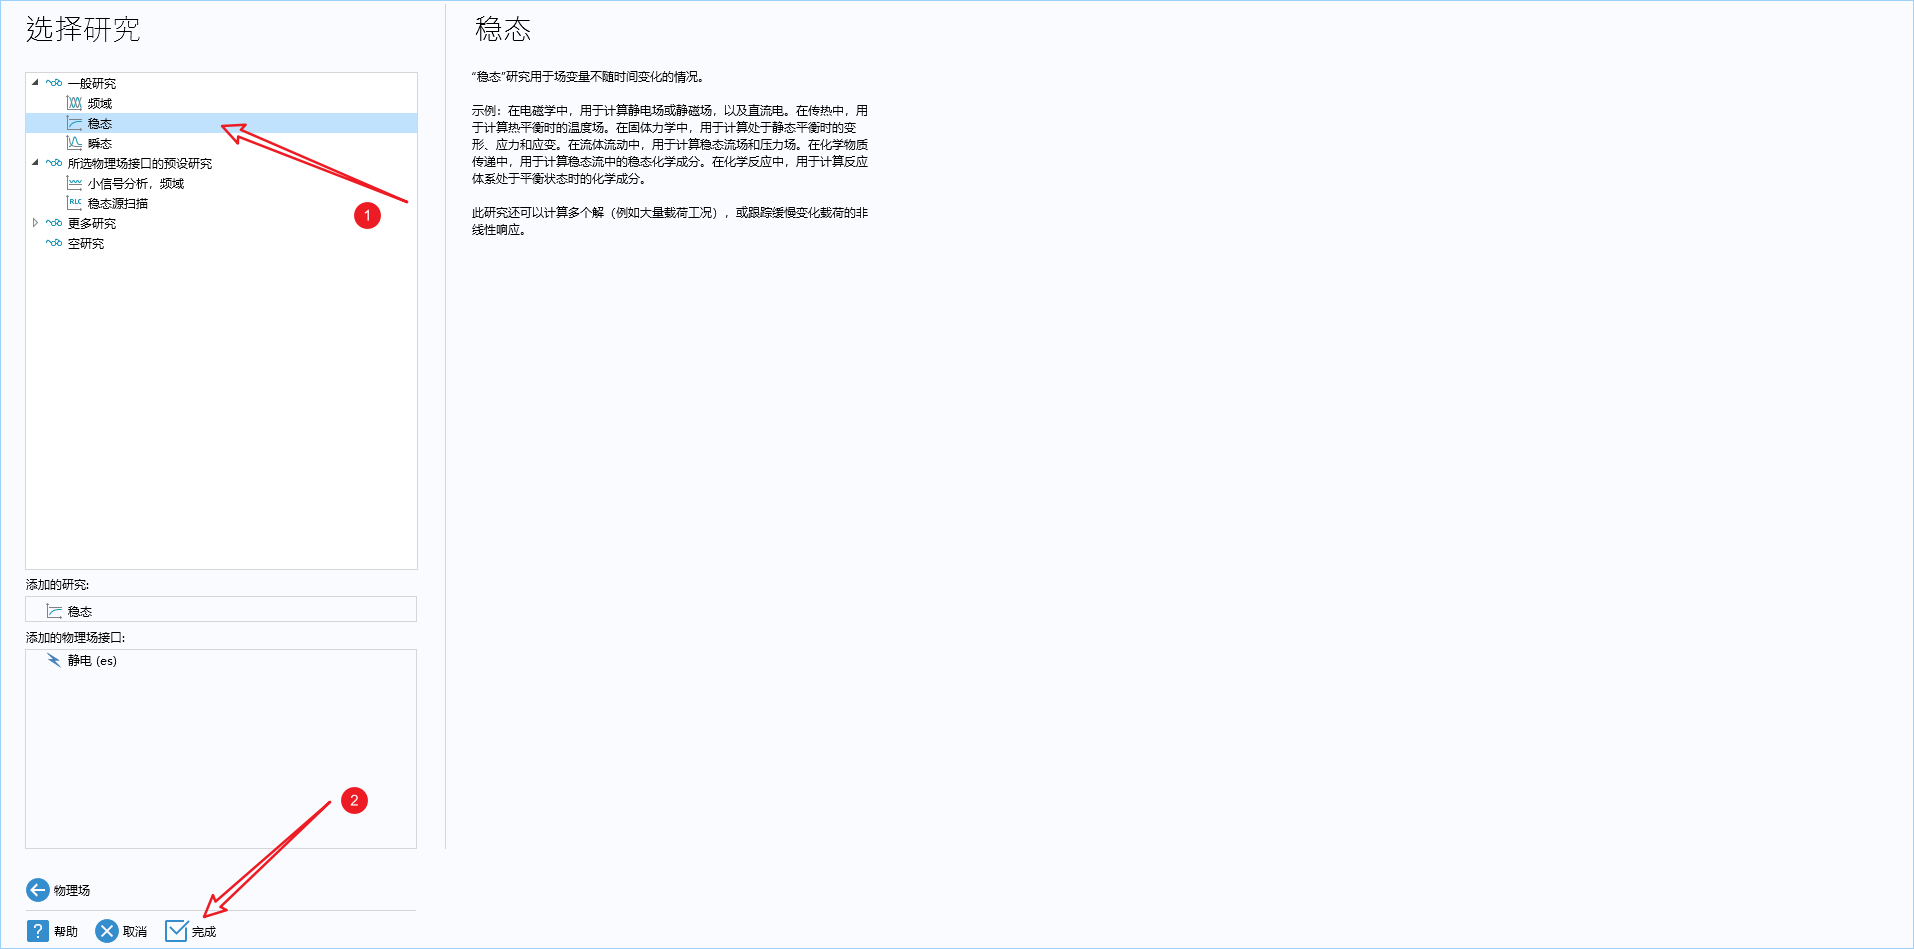 选择研究
一般研究
频域
稳态
瞬态
所选物理场接口的预设研究
小信号分析，频域
RLC 稳态源扫描
更多研究
空研究
1
添加的研究:
稳态
添加的物理场接口:
静电 (es)
2
物理场
? 帮助
取消
完成
稳态
“稳态”研究用于场变量不随时间变化的情况。
示例：在电磁学中，用于计算静电场或静磁场，以及直流电。在传热中，用
于计算热平衡时的温度场。在固体力学中，用于计算处于静态平衡时的变
形、应力和应变。在流体流动中，用于计算稳态流场和压力场。在化学物质
传递中，用于计算稳态流中的稳态化学成分。在化学反应中，用于计算反应
体系处于平衡状态时的化学成分。
此研究还可以计算多个解（例如大量载荷工况），或跟踪缓慢变化载荷的非
线性响应。